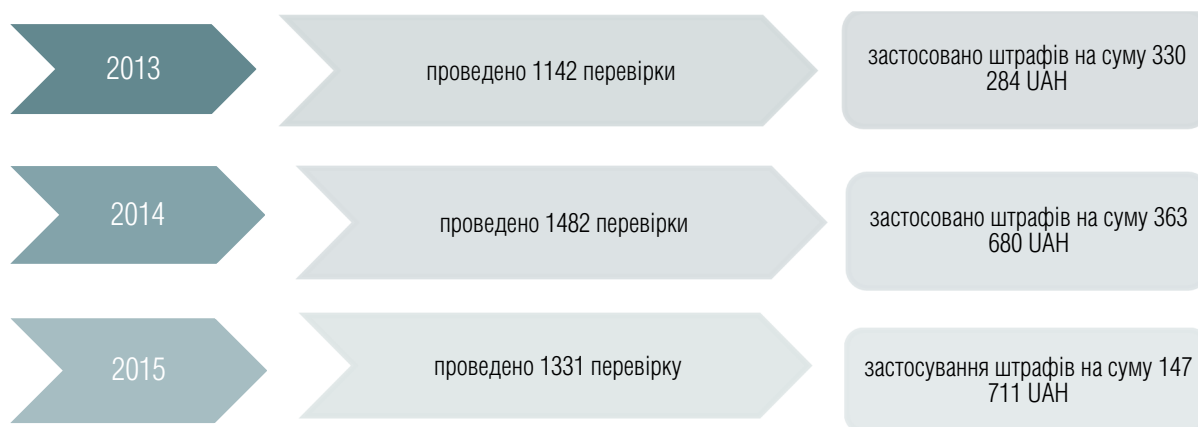 2013
проведено 1142 перевірки
застосовано штрафів на суму 330
284 UAH
2014
проведено 1482 перевірки
застосовано штрафів на суму 363
680 UAH
2015
проведено 1331 перевірку
застосування штрафів на суму 147
711 UAH